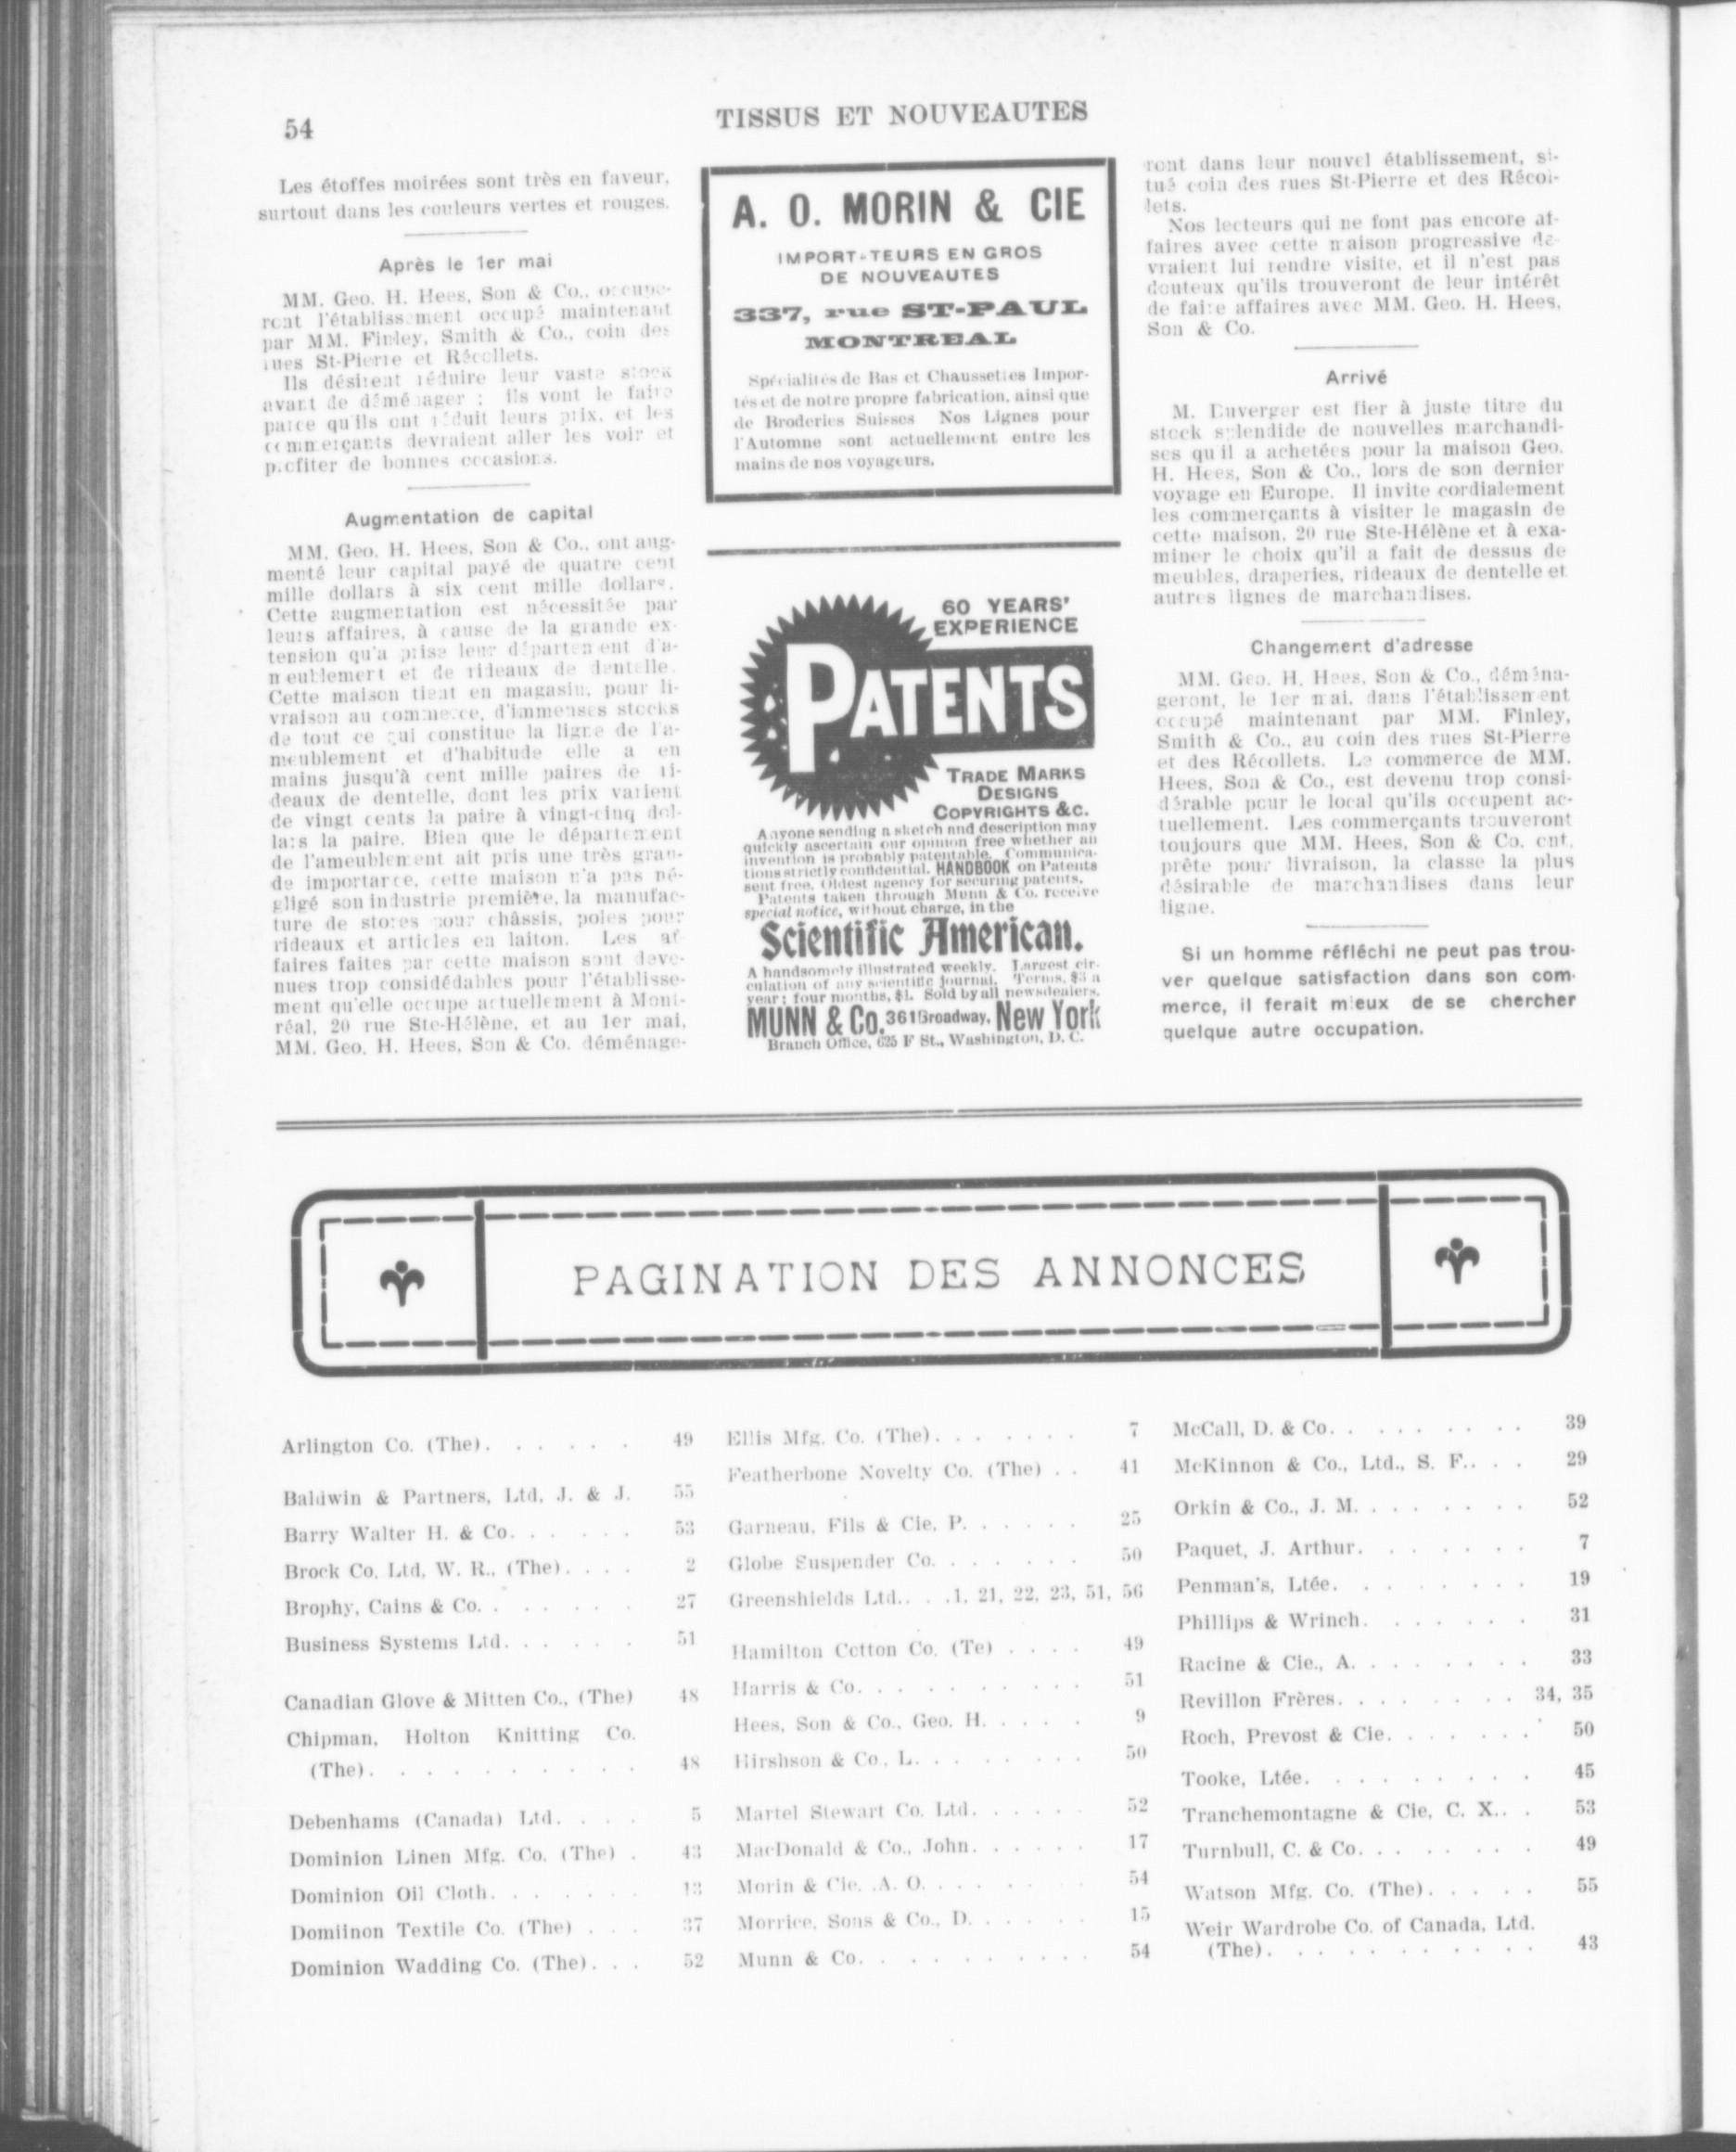 54
TISSUS ET NOUVEAUTES
Les étoffes moirées sont très en faveur,
surtout dans les couleurs vertes et rouges.
Après le 1er mai
MM. Geo. H. Hees, Son & Co., occupe-
ront l'établissement occupé maintenant
par MM. Finley, Smith & Co., coin des
rues St-Pierre et Récollets.
Ils désirent réduire leur vaste stock
avant de déménager ; ils vont le faire
parce qu'ils ont réduit leurs prix, et les
commerçants devraient aller les voir et
profiter de bonnes occasions.
Augmentation de capital
MM. Geo. H. Hees, Son & Co., ont aug-
menté leur capital payé de quatre cent
mille dollars à six cent mille dollars.
Cette augmentation est nécessitée par
leurs affaires, à cause de la grande ex-
tension qu'a prise leur département d'a-
meublement et de rideaux de dentelle.
Cette maison tient en magasin, pour li-
vraison au commerce, d'immenses stocks
de tout ce qui constitue la ligne de l'a-
meublement et d'habitude elle a en
mains jusqu'à cent mille paires de ri-
deaux de dentelle, dont les prix varient
de vingt cents la paire à vingt-cinq dol-
lars la paire. Bien que le département
de l'ameublement ait pris une très gran-
de importance, cette maison n'a pas né-
gligé son industrie première, la manufac-
ture de stores pour châssis, poles pour
rideaux et articles en laiton. Les af-
faires faites par cette maison sont deve-
nues trop considédables pour l'établisse-
ment qu'elle occupe actuellement à Mont-
réal, 20 rue Ste-Hélène, et au 1er mai,
MM. Geo. H. Hees, Son & Co. déménage-
A. O. MORIN & CIE
IMPORT-TEURS EN GROS
DE NOUVEAUTES
337, rue ST-PAUL
MONTREAL
Spécialités de Bas et Chaussettes Impor-
tés et de notre propre fabrication, ainsi que
de Broderies Suisses Nos Lignes pour
l'Automne sont actuellement entre les
mains de nos voyageurs.
60 YEARS'
EXPERIENCE
PATENTS
TRADE MARKS
DESIGNS
COPYRIGHTS &C.
Anyone sending a sketch and description may
quickly ascertain our opinion free whether an
invention is probably patentable. Communica-
tions strictly confidential. HANDBOOK on Patents
sent free. Oldest agency for securing patents.
Patents taken through Munn & Co. receive
special notice, without charge, in the
Scientific American.
A handsomely illustrated weekly. Largest cir-
culation of any scientific journal. Terms, $3 a
year; four months, $1. Sold by all newsdealers.
MUNN & Co. 361 Broadway, New York
Branch Office, 625 F St., Washington, D. C.
ront dans leur nouvel établissement, si-
tué coin des rues St-Pierre et des Récol-
lets.
Nos lecteurs qui ne font pas encore af-
faires avec cette maison progressive de-
vraient lui rendre visite, et il n'est pas
douteux qu'ils trouveront de leur intérêt
de faire affaires avec MM. Geo. H. Hees,
Son & Co.
Arrivé
M. Duverger est fier à juste titre du
stock splendide de nouvelles marchandi-
ses qu'il a achetées pour la maison Geo.
H. Hees, Son & Co., lors de son dernier
voyage en Europe. Il invite cordialement
les commerçants à visiter le magasin de
cette maison, 20 rue Ste-Hélène et à exa-
miner le choix qu'il a fait de dessus de
meubles, draperies, rideaux de dentelle et
autres lignes de marchandises.
Changement d'adresse
MM. Geo. H. Hees, Son & Co., déména-
geront, le 1er mai, dans l'établissement
occupé maintenant par MM. Finley,
Smith & Co., au coin des rues St-Pierre
et des Récollets. Le commerce de MM.
Hees, Son & Co., est devenu trop consi-
dérable pour le local qu'ils occupent ac-
tuellement. Les commerçants trouveront
toujours que MM. Hees, Son & Co. ont,
prête pour livraison, la classe la plus
désirable de marchandises dans leur
ligne.
Si un homme réfléchi ne peut pas trou-
ver quelque satisfaction dans son com-
merce, il ferait mieux de se chercher
quelque autre occupation.
PAGINATION DES ANNONCES
Arlington Co. (The). . . . . . 49
Baldwin & Partners, Ltd, J. & J. 55
Barry Walter H. & Co. . . . . . 53
Brock Co. Ltd, W. R., (The). . . . 2
Brophy, Cains & Co. . . . . . . 27
Business Systems Ltd. . . . . . 51
Canadian Glove & Mitten Co., (The) 48
Chipman, Holton Knitting Co.
(The). . . . . . . . . . . 48
Debenhams (Canada) Ltd. . . . 5
Dominion Linen Mfg. Co. (The) . 43
Dominion Oil Cloth. . . . . . . 13
Domiinon Textile Co. (The) . . . 37
Dominion Wadding Co. (The). . . 52
Ellis Mfg. Co. (The). . . . . . . 7
Featherbone Novelty Co. (The) . . 41
Garneau, Fils & Cie, P. . . . . . 25
Globe Suspender Co. . . . . . . 50
Greenshields Ltd.. . .1, 21, 22, 23, 51, 56
Hamilton Cotton Co. (Te) . . . . 49
Harris & Co. . . . . . . . . . 51
Hees, Son & Co., Geo. H. . . . . 9
Hirshson & Co., L. . . . . . . . 50
Martel Stewart Co. Ltd. . . . . . 52
MacDonald & Co., John. . . . . . 17
Morin & Cie. .A. O. . . . . . . 54
Morrice, Sons & Co., D. . . . . . 15
Munn & Co. . . . . . . . . . 54
McCall, D. & Co. . . . . . . . . 39
McKinnon & Co., Ltd., S. F.. . . 29
Orkin & Co., J. M. . . . . . . . 52
Paquet, J. Arthur. . . . . . . 7
Penman's, Ltée. . . . . . . . 19
Phillips & Wrinch. . . . . . . 31
Racine & Cie., A. . . . . . . . 33
Revillon Frères. . . . . . . . . 34, 35
Roch, Prevost & Cie. . . . . . . 50
Tooke, Ltée. . . . . . . . . 45
Tranchemontagne & Cie, C. X.. . 53
Turnbull, C. & Co. . . . . . . . 49
Watson Mfg. Co. (The). . . . . 55
Weir Wardrobe Co. of Canada, Ltd.
(The). . . . . . . . . . . 43